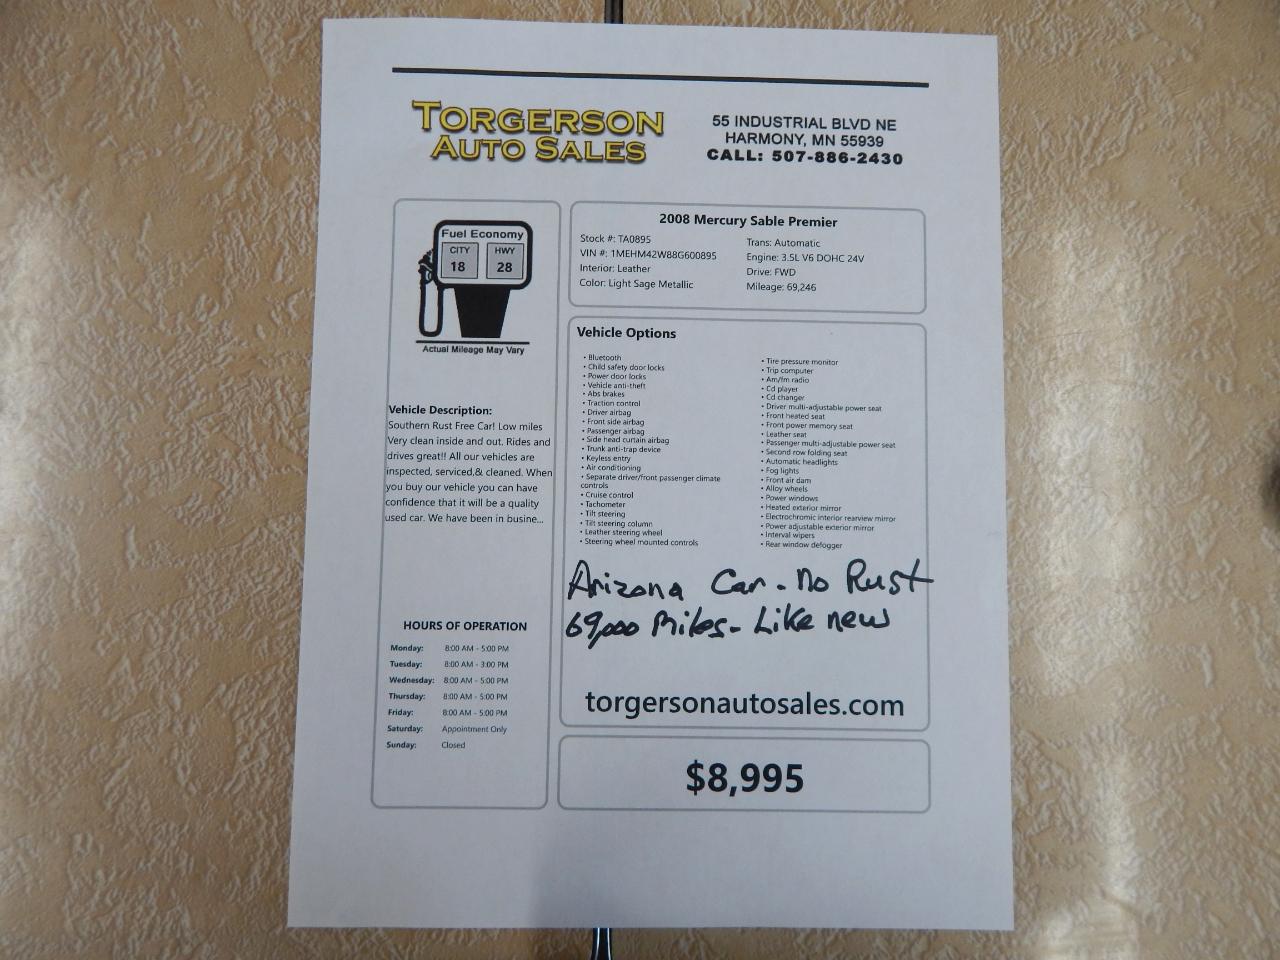 TORGERSON
AUTO SALES
55 INDUSTRIAL BLVD NE
HARMONY, MN 55939
CALL: 507-886-2430
Fuel Economy
CITY HWY
18 28
Actual Mileage May Vary
Vehicle Description:
Southern Rust Free Car! Low miles
Very clean inside and out. Rides and
drives great!! All our vehicles are
inspected, serviced,& cleaned. When
you buy our vehicle you can have
confidence that it will be a quality
used car. We have been in busine...
HOURS OF OPERATION
Monday: 8:00 AM - 5:00 PM
Tuesday: 8:00 AM - 3:00 PM
Wednesday: 8:00 AM - 5:00 PM
Thursday: 8:00 AM - 5:00 PM
Friday: 8:00 AM - 5:00 PM
Saturday: Appointment Only
Sunday: Closed
2008 Mercury Sable Premier
Stock #: TA0895
VIN #: 1MEHM42W88G600895
Interior: Leather
Color: Light Sage Metallic
Trans: Automatic
Engine: 3.5L V6 DOHC 24V
Drive: FWD
Mileage: 69,246
Vehicle Options
• Bluetooth
• Child safety door locks
• Power door locks
• Vehicle anti-theft
• Abs brakes
• Traction control
• Driver airbag
• Front side airbag
• Passenger airbag
• Side head curtain airbag
• Trunk anti-trap device
• Keyless entry
• Air conditioning
• Separate driver/front passenger climate
controls
• Cruise control
• Tachometer
• Tilt steering
• Tilt steering column
• Leather steering wheel
• Steering wheel mounted controls
• Tire pressure monitor
• Trip computer
• Am/fm radio
• Cd player
• Cd changer
• Driver multi-adjustable power seat
• Front heated seat
• Front power memory seat
• Leather seat
• Passenger multi-adjustable power seat
• Second row folding seat
• Automatic headlights
• Fog lights
• Front air dam
• Alloy wheels
• Power windows
• Heated exterior mirror
• Electrochromic interior rearview mirror
• Power adjustable exterior mirror
• Interval wipers
• Rear window defogger
Arizona Car - No Rust
69,000 Miles - Like new
torgersonautosales.com
$8,995